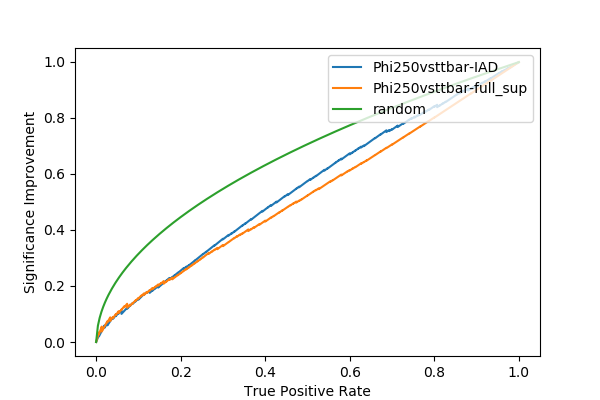 Phi250vsttbar-IAD
Phi250vsttbar-full_sup
random
1.0
0.8
0.6
0.4
0.2
0.0
Significance Improvement
0.0 0.2 0.4 0.6 0.8 1.0
True Positive Rate